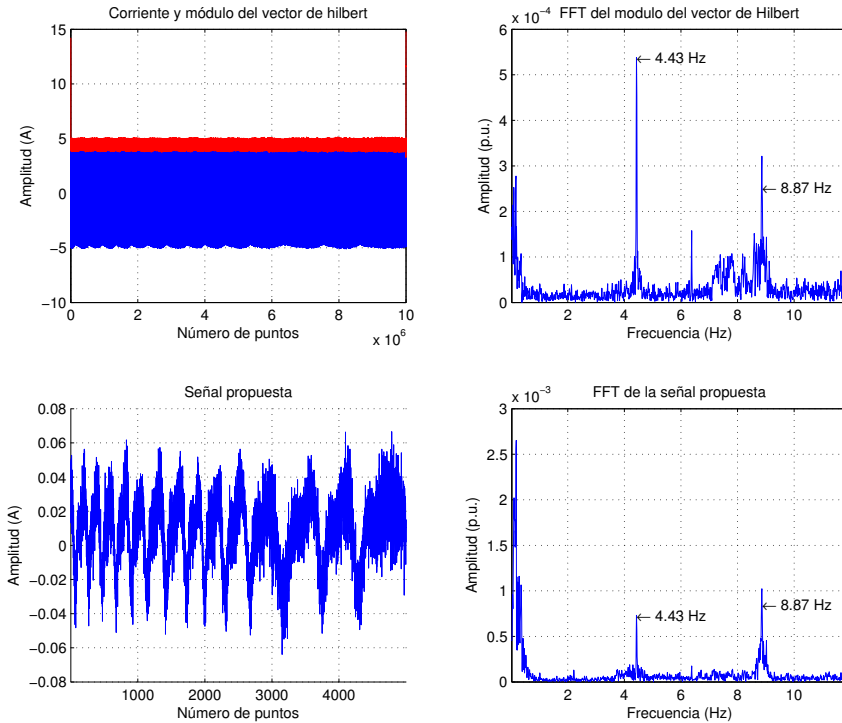 Corriente y módulo del vector de hilbert
15
10
5
0
−5
−10
Amplitud (A)
0
2
4
6
8
10
x 10^6
Número de puntos
FFT del modulo del vector de Hilbert
x 10^−4
6
5
4
3
2
1
0
Amplitud (p.u.)
← 4.43 Hz
← 8.87 Hz
2
4
6
8
10
Frecuencia (Hz)
Señal propuesta
0.08
0.06
0.04
0.02
0
−0.02
−0.04
−0.06
−0.08
Amplitud (A)
1000
2000
3000
4000
Número de puntos
FFT de la señal propuesta
x 10^−3
3
2.5
2
1.5
1
0.5
0
Amplitud (p.u.)
← 4.43 Hz
← 8.87 Hz
2
4
6
8
10
Frecuencia (Hz)